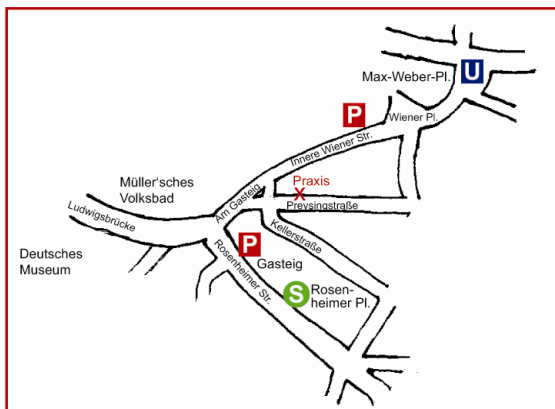 Max-Weber-Pl.
U
P
Wiener Pl.
Innere Wiener Str.
Praxis
X
Preysingstraße
Müller'sches
Volksbad
Am Gasteig
Ludwigsbrücke
Kellerstraße
Deutsches
Museum
P
Gasteig
Rosenheimer Str.
S
Rosen-
heimer Pl.